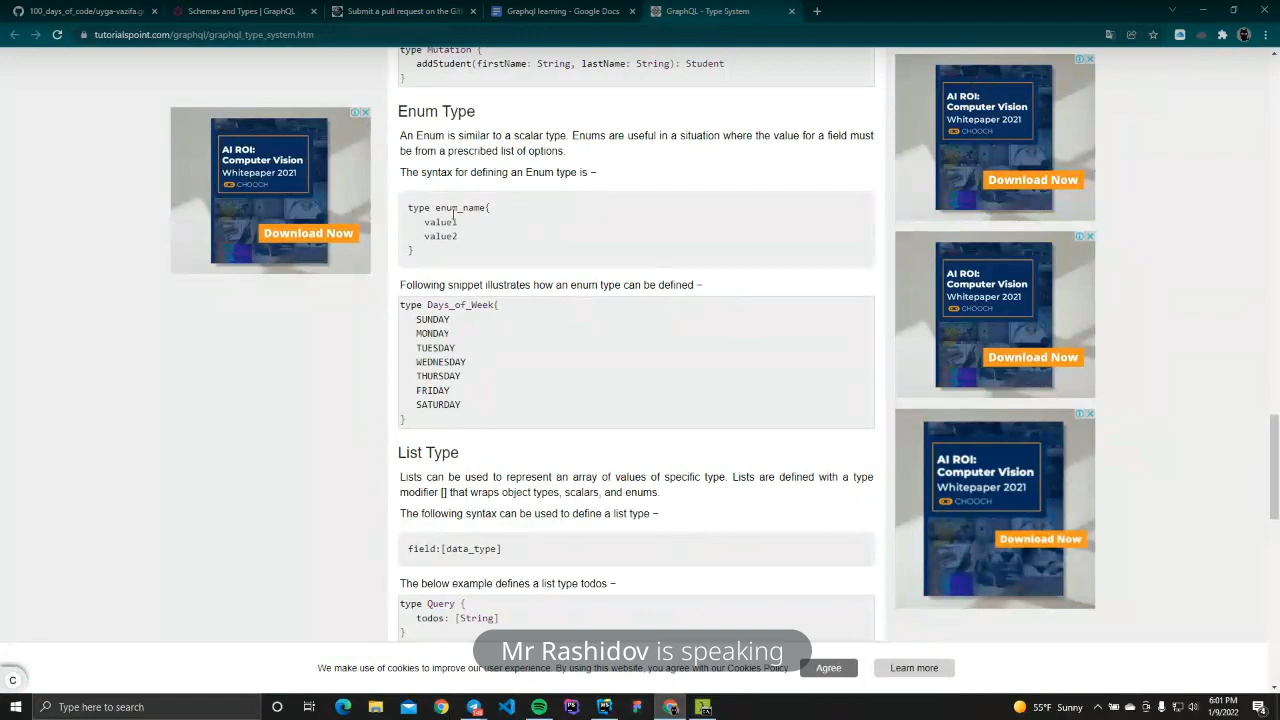 100_days_of_code/uyga-vazifa.gr
Schemas and Types | GraphQL
Submit a pull request on the Gitl
Graphql learning - Google Docs
GraphQL - Type System
tutorialspoint.com/graphql/graphql_type_system.htm
type Mutation {
addStudent(firstName: String, lastName: String): Student
}
Enum Type
An Enum is similar to a scalar type. Enums are useful in a situation where the value for a field must
be from a prescribed list of options.
The syntax for defining an Enum type is −
type enum_name{
value1
value2
}
Following snippet illustrates how an enum type can be defined −
type Days_of_Week{
SUNDAY
MONDAY
TUESDAY
WEDNESDAY
THURSDAY
FRIDAY
SATURDAY
}
List Type
Lists can be used to represent an array of values of specific type. Lists are defined with a type
modifier [] that wraps object types, scalars, and enums.
The following syntax can be used to define a list type −
field:[data_type]
The below example defines a list type todos −
type Query {
todos: [String]
}
AI ROI:
Computer Vision
Whitepaper 2021
CHOOCH
Download Now
AI ROI:
Computer Vision
Whitepaper 2021
CHOOCH
Download Now
AI ROI:
Computer Vision
Whitepaper 2021
CHOOCH
Download Now
AI ROI:
Computer Vision
Whitepaper 2021
CHOOCH
Download Now
Mr Rashidov is speaking
We make use of cookies to improve our user experience. By using this website, you agree with our Cookies Policy
Agree
Learn more
C
Type here to search
55°F Sunny
6:01 PM
1/9/2022